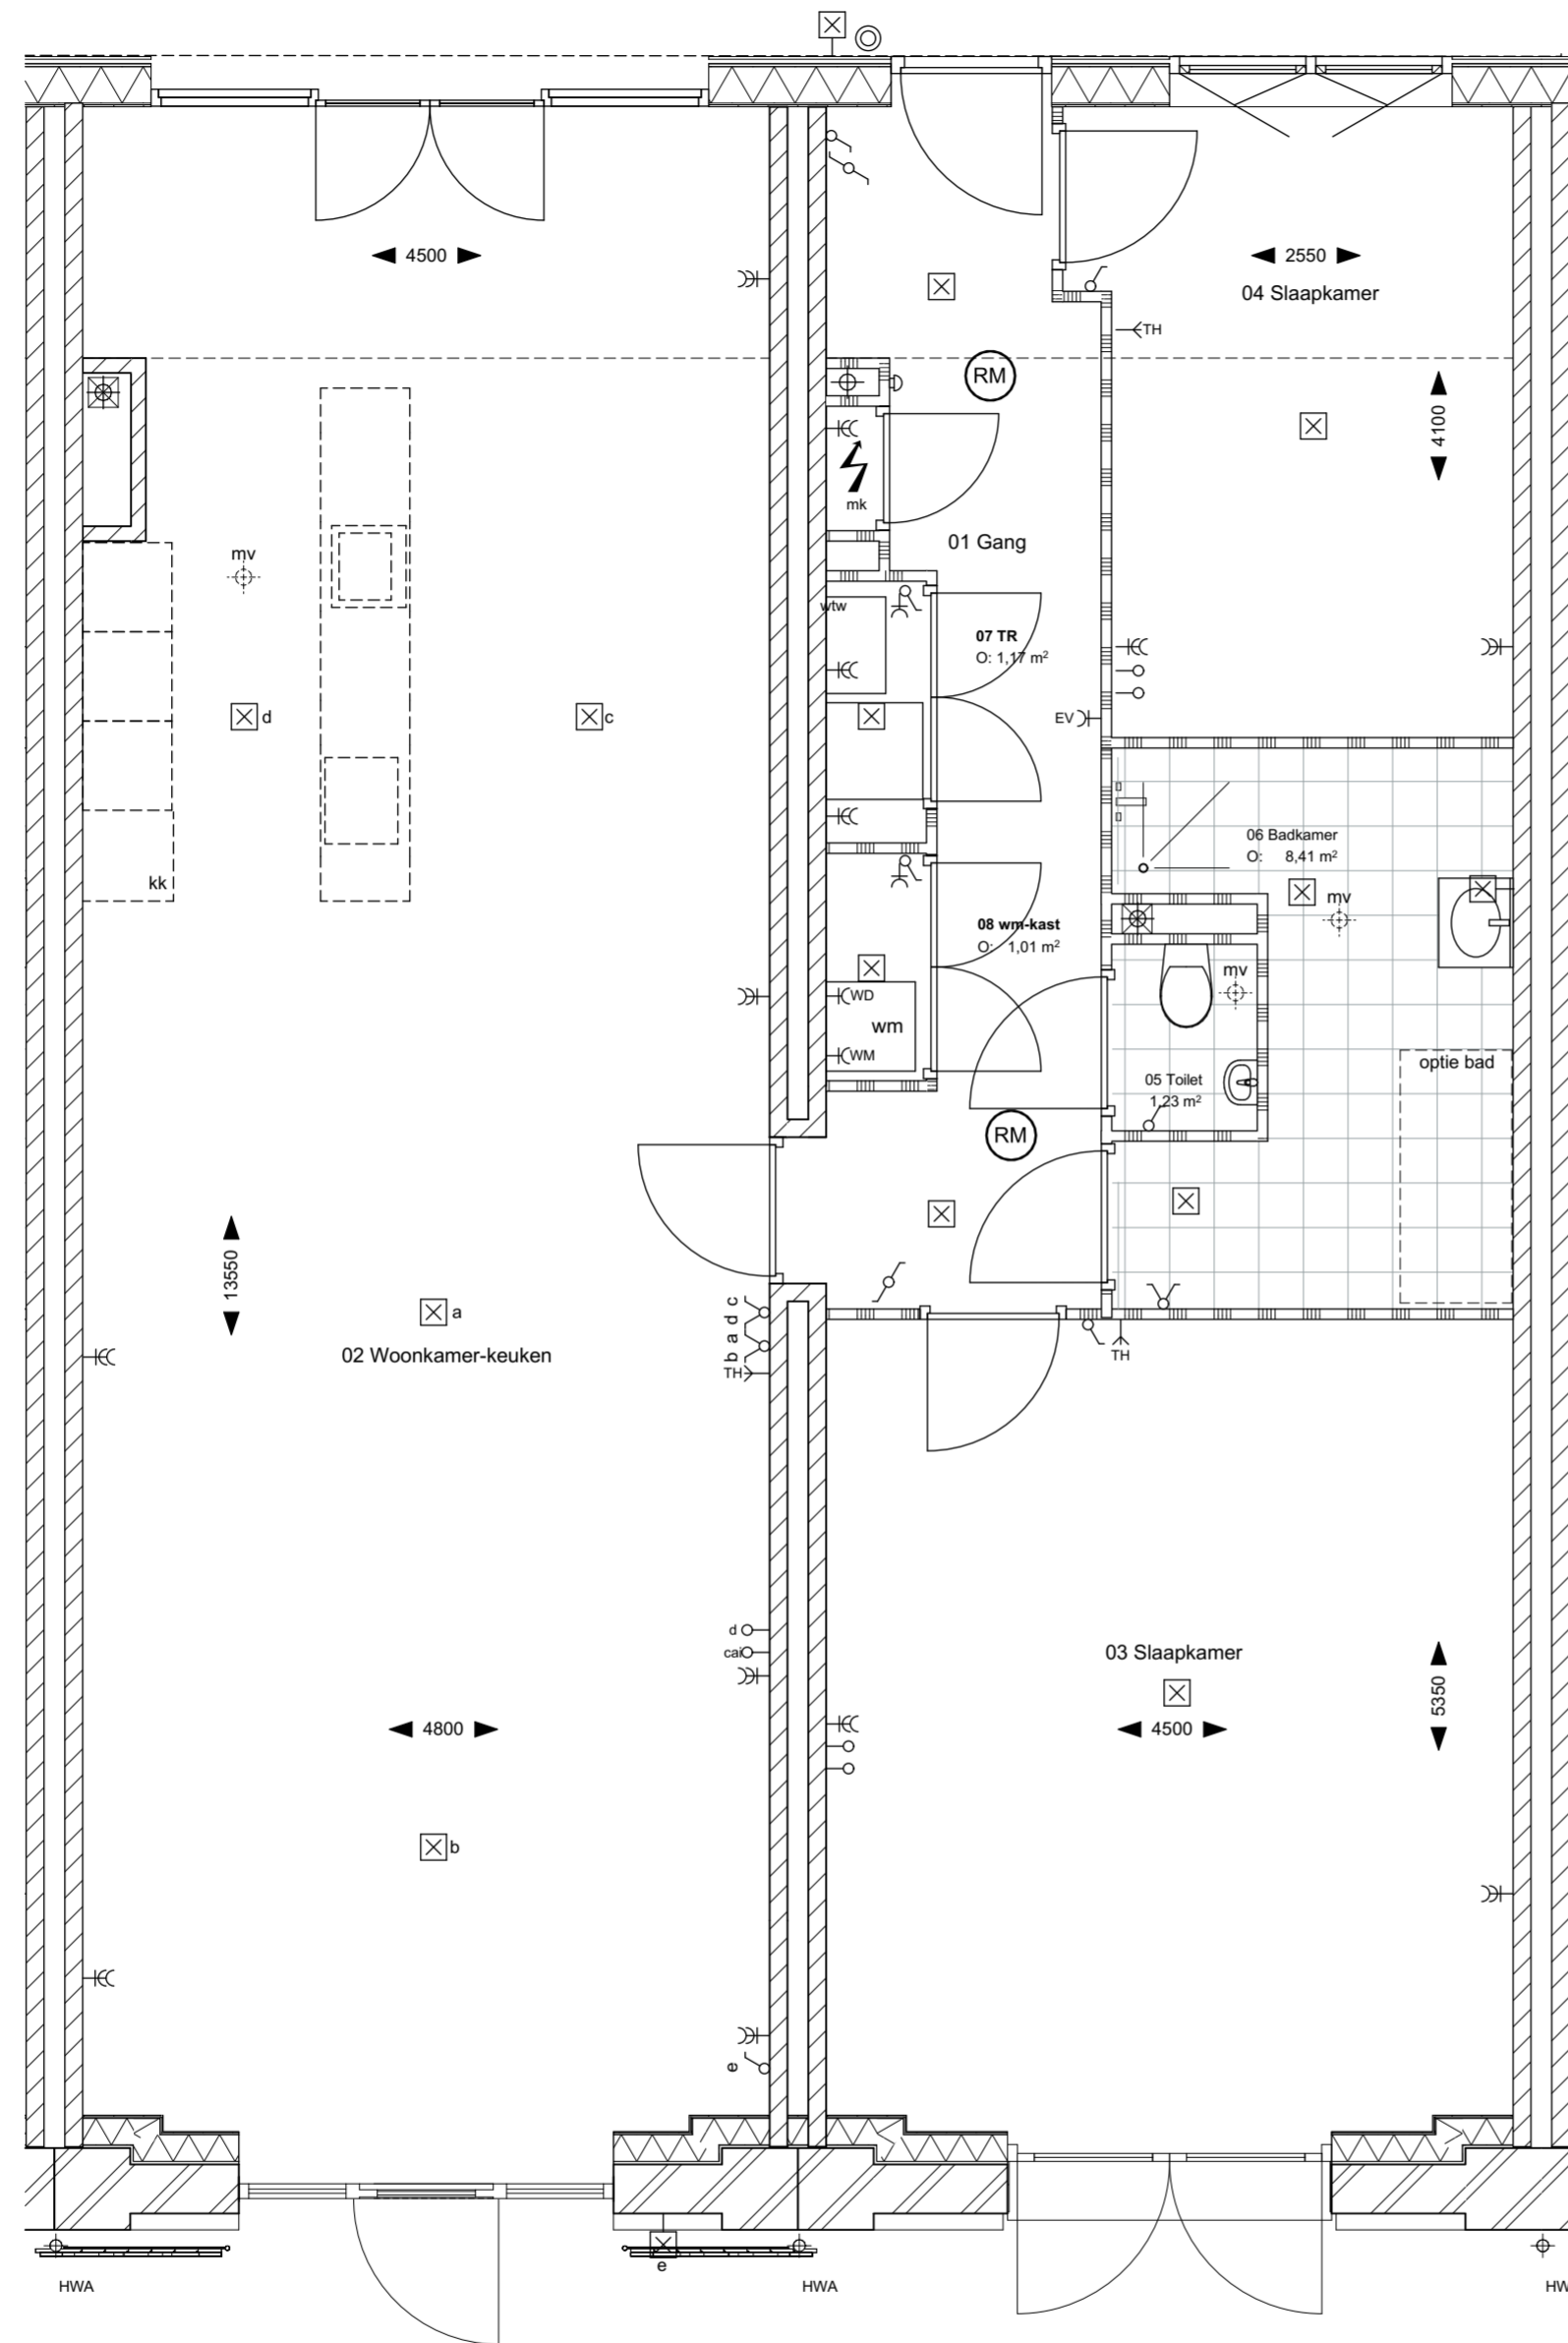 4500
2550
04 Slaapkamer
TH
RM
4100
mk
01 Gang
mv
wtw
07 TR
O: 1,17 m²
d
c
EV
06 Badkamer
O: 8,41 m²
kk
mv
08 wm-kast
O: 1,01 m²
mv
WD
wm
WM
optie bad
05 Toilet
1,23 m²
RM
13550
a
b a d c
02 Woonkamer-keuken
TH
TH
d
cai
03 Slaapkamer
5350
4800
4500
b
e
e
HWA
HWA
HW